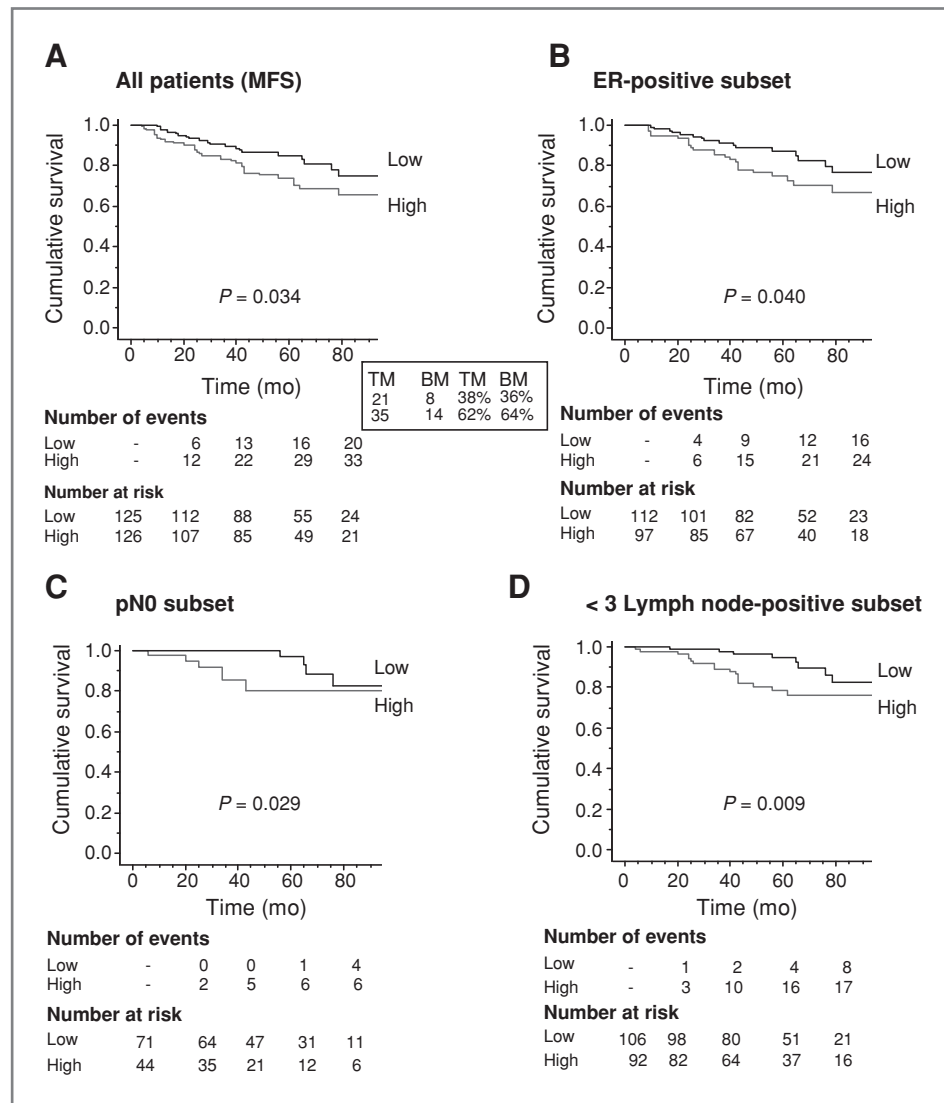 A
All patients (MFS)
1.0
0.8
0.6
0.4
0.2
0.0
Cumulative survival
Low
High
P = 0.034
0 20 40 60 80
Time (mo)
Number of events
Low - 6 13 16 20
High - 12 22 29 33
Number at risk
Low 125 112 88 55 24
High 126 107 85 49 21
TM BM TM BM
21 8 38% 36%
35 14 62% 64%
B
ER-positive subset
1.0
0.8
0.6
0.4
0.2
0.0
Cumulative survival
Low
High
P = 0.040
0 20 40 60 80
Time (mo)
Number of events
Low - 4 9 12 16
High - 6 15 21 24
Number at risk
Low 112 101 82 52 23
High 97 85 67 40 18
C
pN0 subset
1.0
0.8
0.6
0.4
0.2
0.0
Cumulative survival
Low
High
P = 0.029
0 20 40 60 80
Time (mo)
Number of events
Low - 0 0 1 4
High - 2 5 6 6
Number at risk
Low 71 64 47 31 11
High 44 35 21 12 6
D
< 3 Lymph node-positive subset
1.0
0.8
0.6
0.4
0.2
0.0
Cumulative survival
Low
High
P = 0.009
0 20 40 60 80
Time (mo)
Number of events
Low - 1 2 4 8
High - 3 10 16 17
Number at risk
Low 106 98 80 51 21
High 92 82 64 37 16